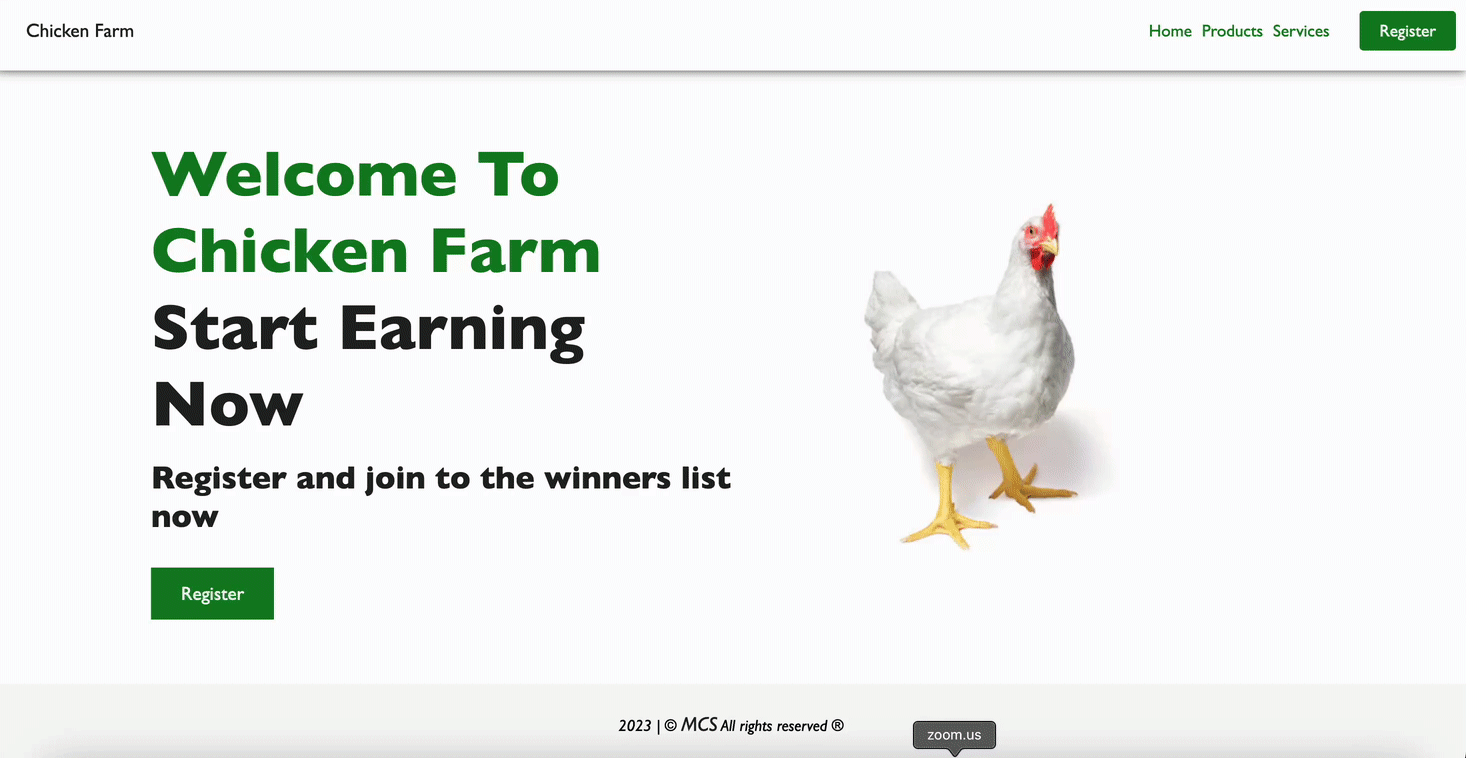 Chicken Farm
Home Products Services Register
Welcome To
Chicken Farm
Start Earning
Now
Register and join to the winners list
now
Register
2023 | © MCS All rights reserved ®
zoom.us